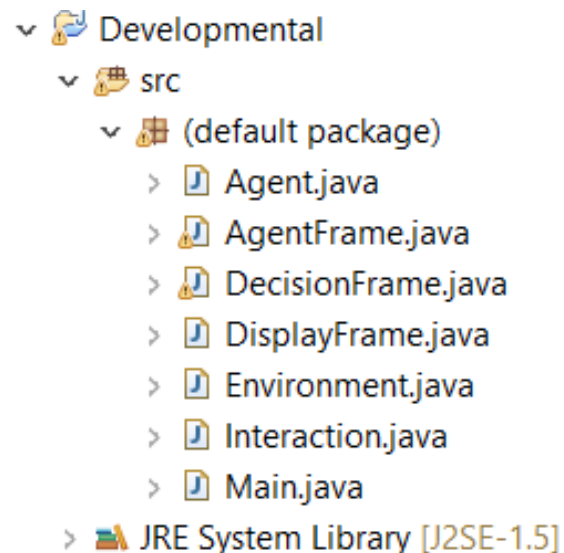 Developmental
src
(default package)
Agent.java
AgentFrame.java
DecisionFrame.java
DisplayFrame.java
Environment.java
Interaction.java
Main.java
JRE System Library [J2SE-1.5]